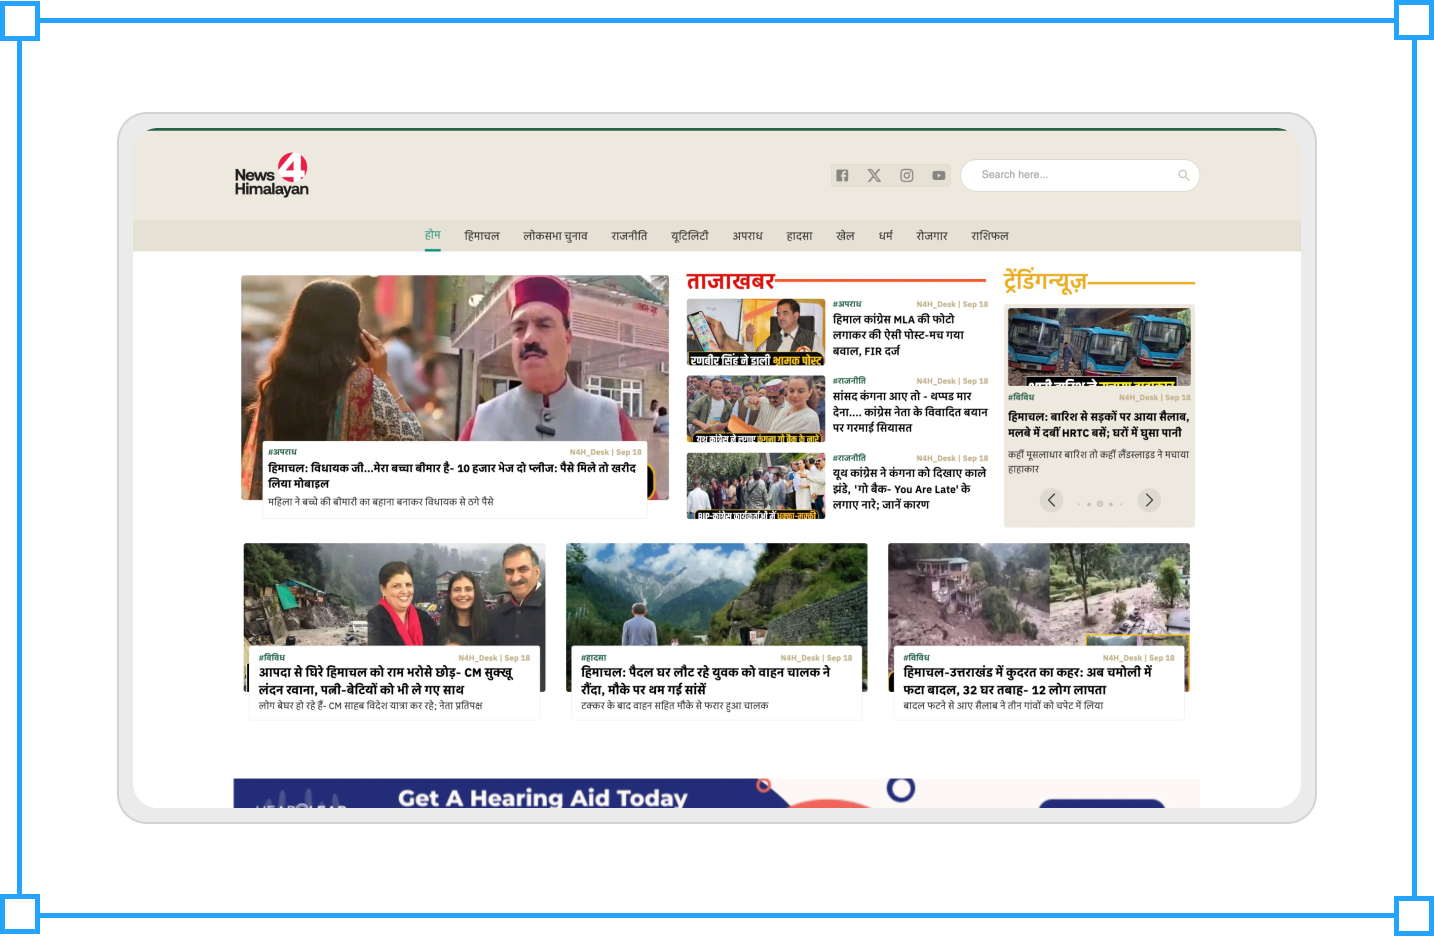 News 4
Himalayan
Search here...
होम हिमाचल लोकसभा चुनाव राजनीति यूटिलिटी अपराध हादसा खेल धर्म रोजगार राशिफल
#अपराध N4H_Desk | Sep 18
हिमाचल: विधायक जी...मेरा बच्चा बीमार है- 10 हजार भेज दो प्लीज: पैसे मिले तो खरीद
लिया मोबाइल
महिला ने बच्चे की बीमारी का बहाना बनाकर विधायक से ठगे पैसे
ताजाखबर
रणबीर सिंह ने डाली भ्रामक पोस्ट
#अपराध N4H_Desk | Sep 18
हिमाल कांग्रेस MLA की फोटो
लगाकर की ऐसी पोस्ट-मच गया
बवाल, FIR दर्ज
यूथ कांग्रेस ने लगाए कंगना गो बैक के नारे
#राजनीति N4H_Desk | Sep 18
सांसद कंगना आए तो - थप्पड मार
देना.... कांग्रेस नेता के विवादित बयान
पर गरमाई सियासत
BJP-कांग्रेस कार्यकर्ताओं में धक्का-मुक्की
#राजनीति N4H_Desk | Sep 18
यूथ कांग्रेस ने कंगना को दिखाए काले
झंडे, 'गो बैक- You Are Late' के
लगाए नारे; जानें कारण
ट्रेंडिंगन्यूज़
#विविध N4H_Desk | Sep 18
हिमाचल: बारिश से सड़कों पर आया सैलाब,
मलबे में दबीं HRTC बसें; घरों में घुसा पानी
कहीं मूसलाधार बारिश तो कहीं लैंडस्लाइड ने मचाया
हाहाकार
#विविध N4H_Desk | Sep 18
आपदा से घिरे हिमाचल को राम भरोसे छोड़- CM सुक्खू
लंदन रवाना, पत्नी-बेटियों को भी ले गए साथ
लोग बेघर हो रहे हैं- CM साहब विदेश यात्रा कर रहे; नेता प्रतिपक्ष
#हादसा N4H_Desk | Sep 18
हिमाचल: पैदल घर लौट रहे युवक को वाहन चालक ने
रौंदा, मौके पर थम गई सांसें
टक्कर के बाद वाहन सहित मौके से फरार हुआ चालक
#विविध N4H_Desk | Sep 18
हिमाचल-उत्तराखंड में कुदरत का कहर: अब चमोली में
फटा बादल, 32 घर तबाह- 12 लोग लापता
बादल फटने से आए सैलाब ने तीन गांवों को चपेट में लिया
Get A Hearing Aid Today